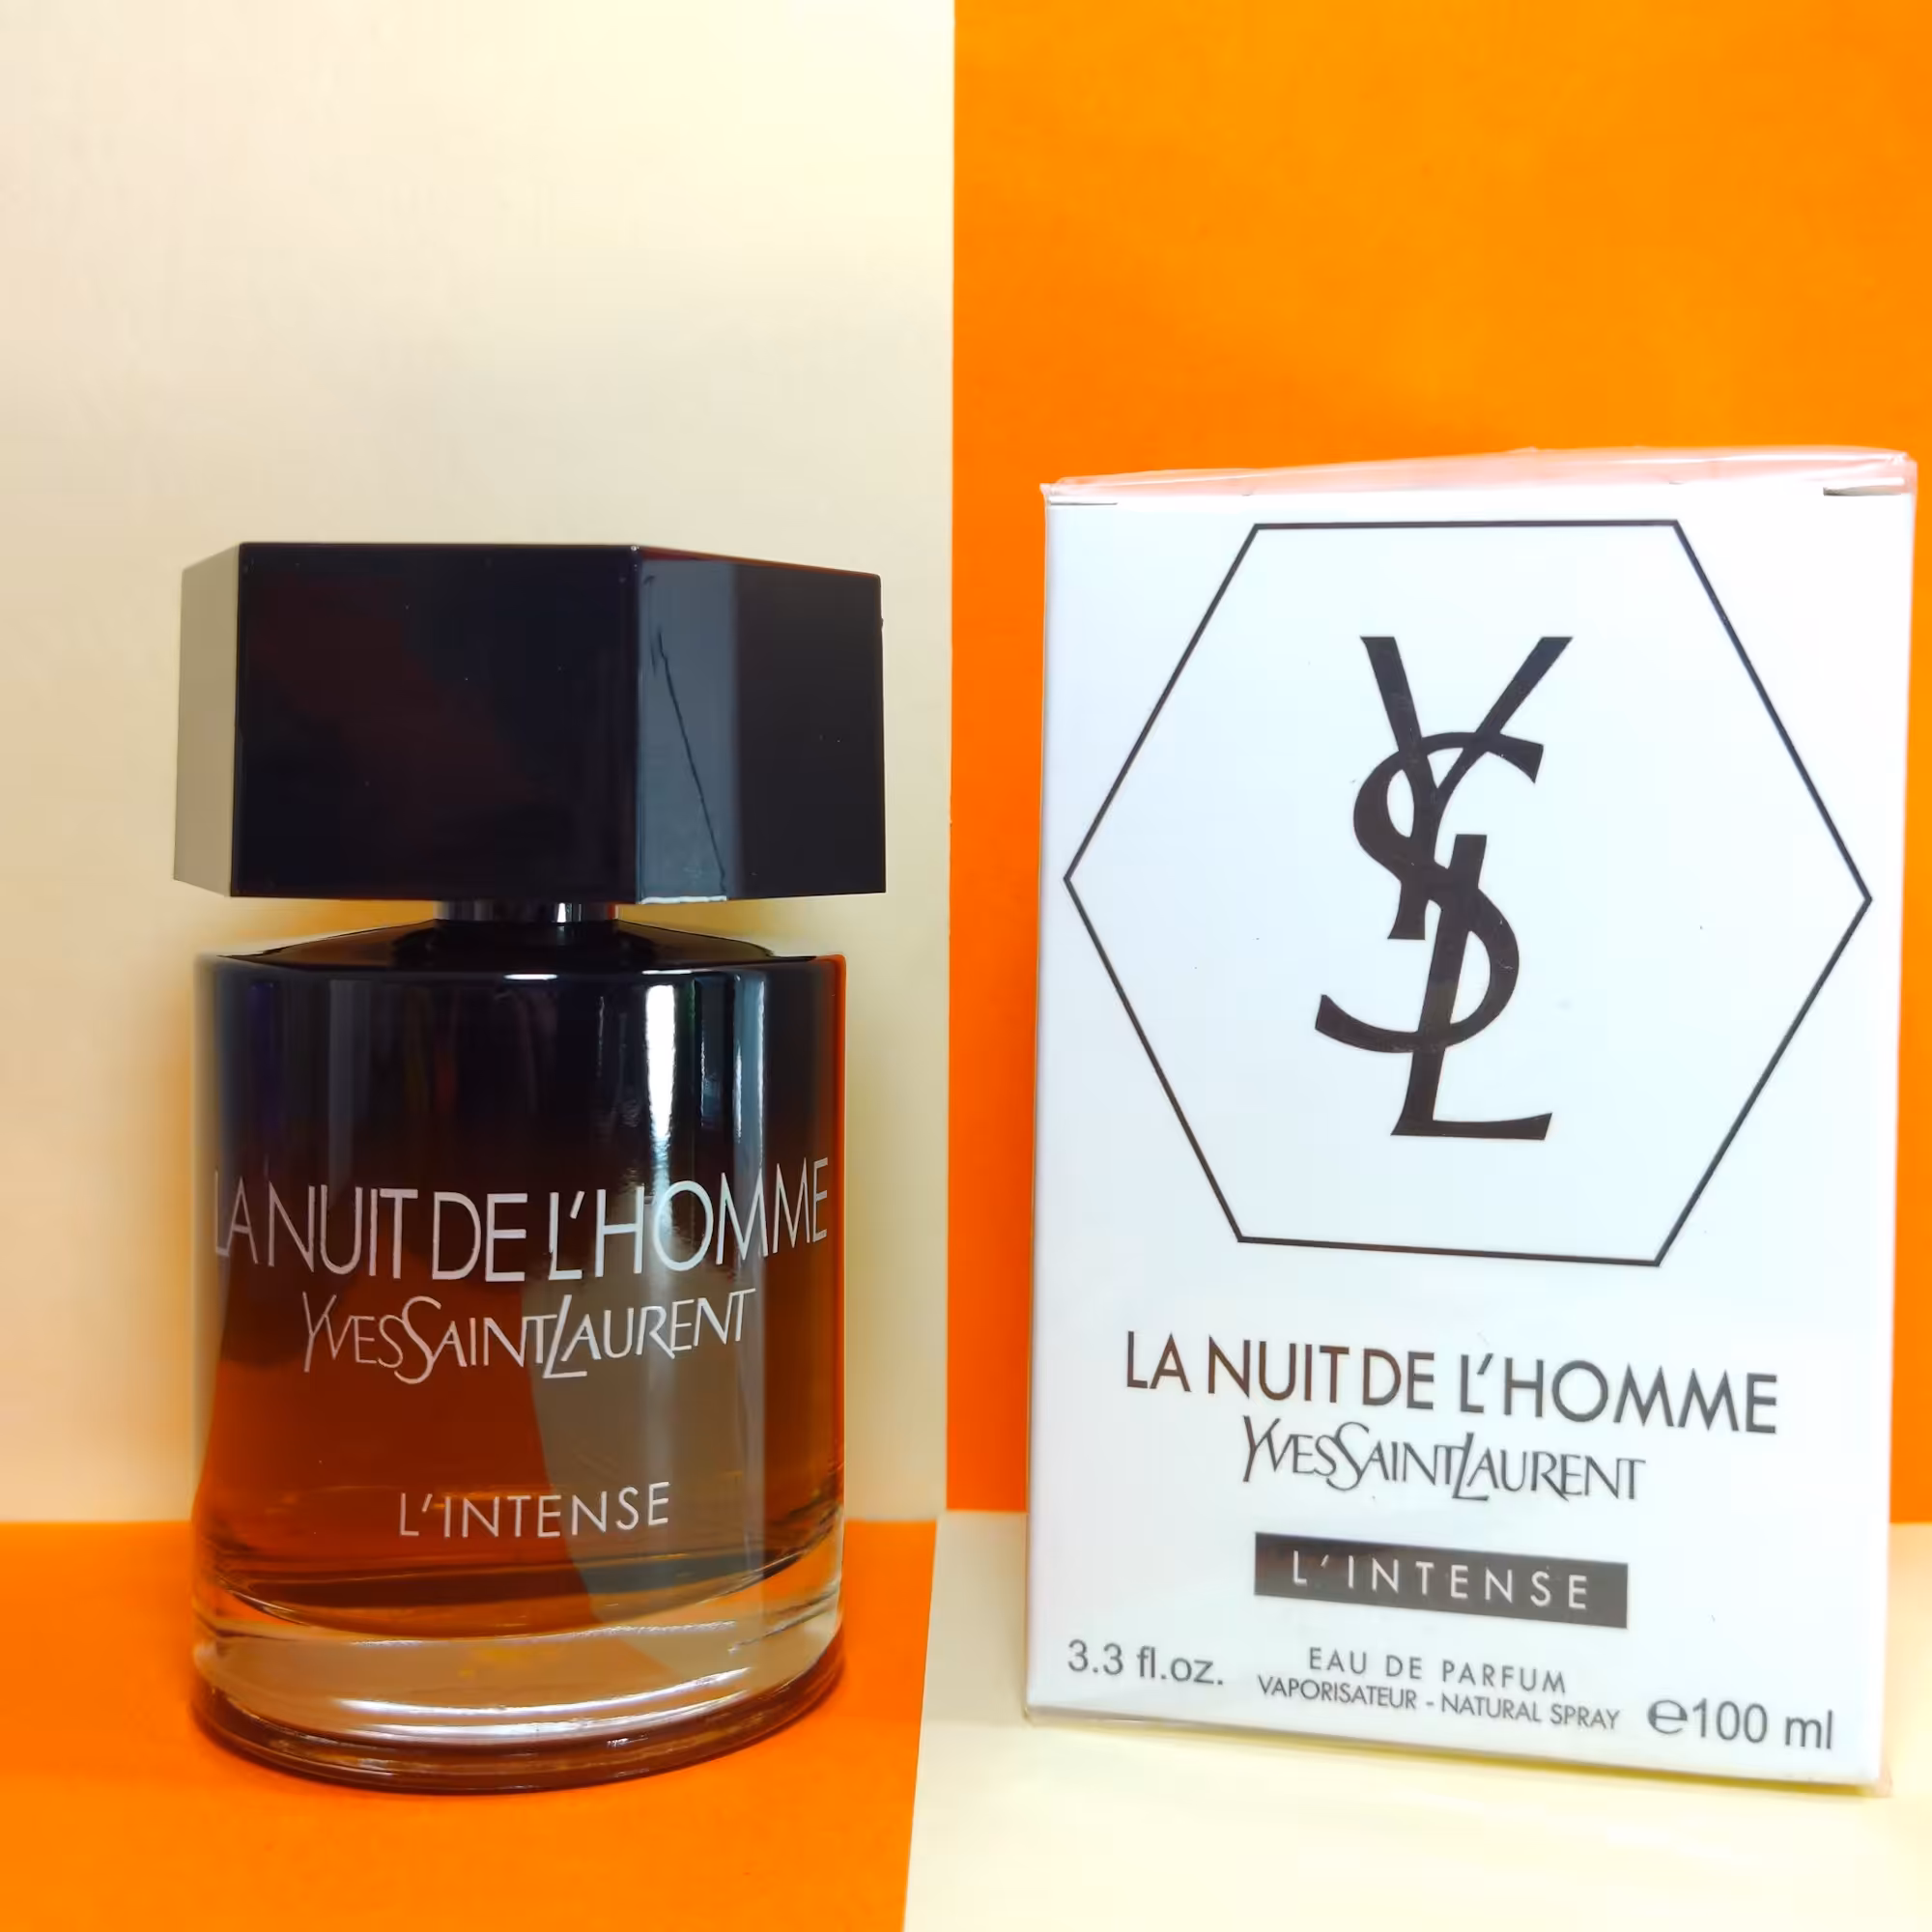 LA NUIT DE L'HOMME
YVESSAINTLAURENT
L'INTENSE
YSL
LA NUIT DE L'HOMME
YVESSAINTLAURENT
L'INTENSE
3.3 fl.oz.
EAU DE PARFUM
VAPORISATEUR - NATURAL SPRAY
℮100 ml